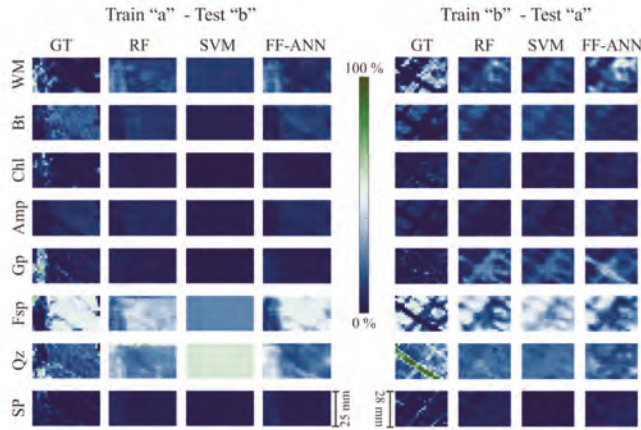 Train “a” - Test “b” Train “b” - Test “a”
GT RF SVM FF-ANN GT RF SVM FF-ANN
WM
100 %
Bt
Chl
Amp
Gp
Fsp
0 %
Qz
SP
25 mm
28 mm